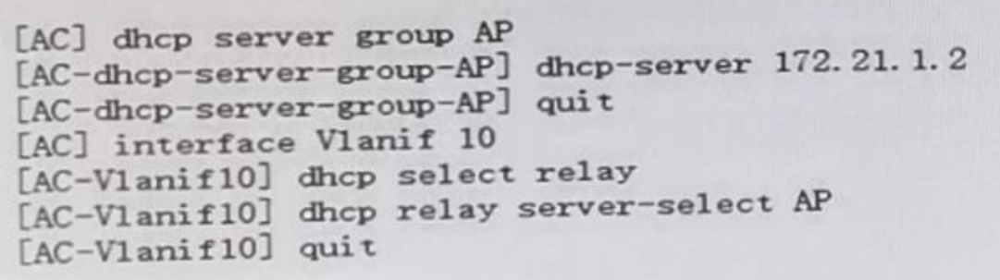 [AC] dhcp server group AP
[AC-dhcp-server-group-AP] dhcp-server 172.21.1.2
[AC-dhcp-server-group-AP] quit
[AC] interface Vlanif 10
[AC-Vlanif10] dhcp select relay
[AC-Vlanif10] dhcp relay server-select AP
[AC-Vlanif10] quit